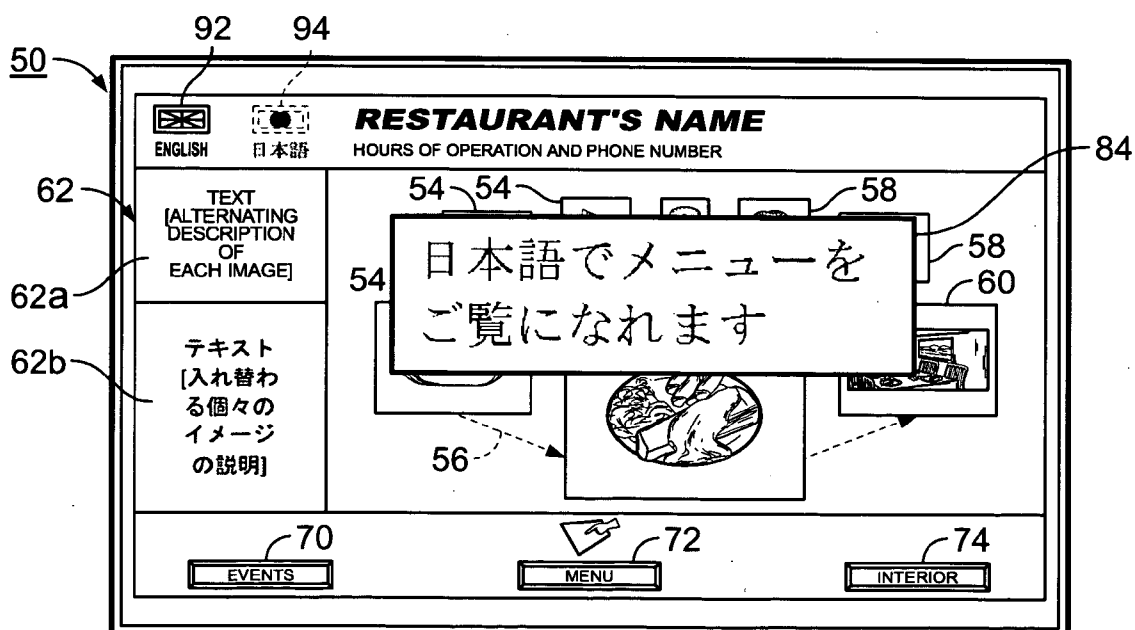 92 94
50
ENGLISH
日本語
RESTAURANT'S NAME
HOURS OF OPERATION AND PHONE NUMBER
84
62
62a
TEXT
[ALTERNATING
DESCRIPTION
OF
EACH IMAGE]
54 54 58
58
54
60
日本語でメニューを
ご覧になれます
62b
テキスト
[入れ替わ
る個々の
イメージ
の説明]
56
70
72
74
EVENTS
MENU
INTERIOR